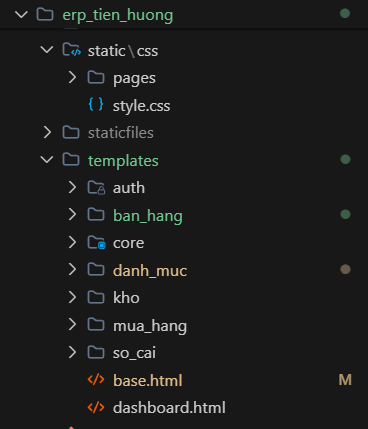 erp_tien_huong
static\css
pages
style.css
staticfiles
templates
auth
ban_hang
core
danh_muc
kho
mua_hang
so_cai
base.html M
dashboard.html